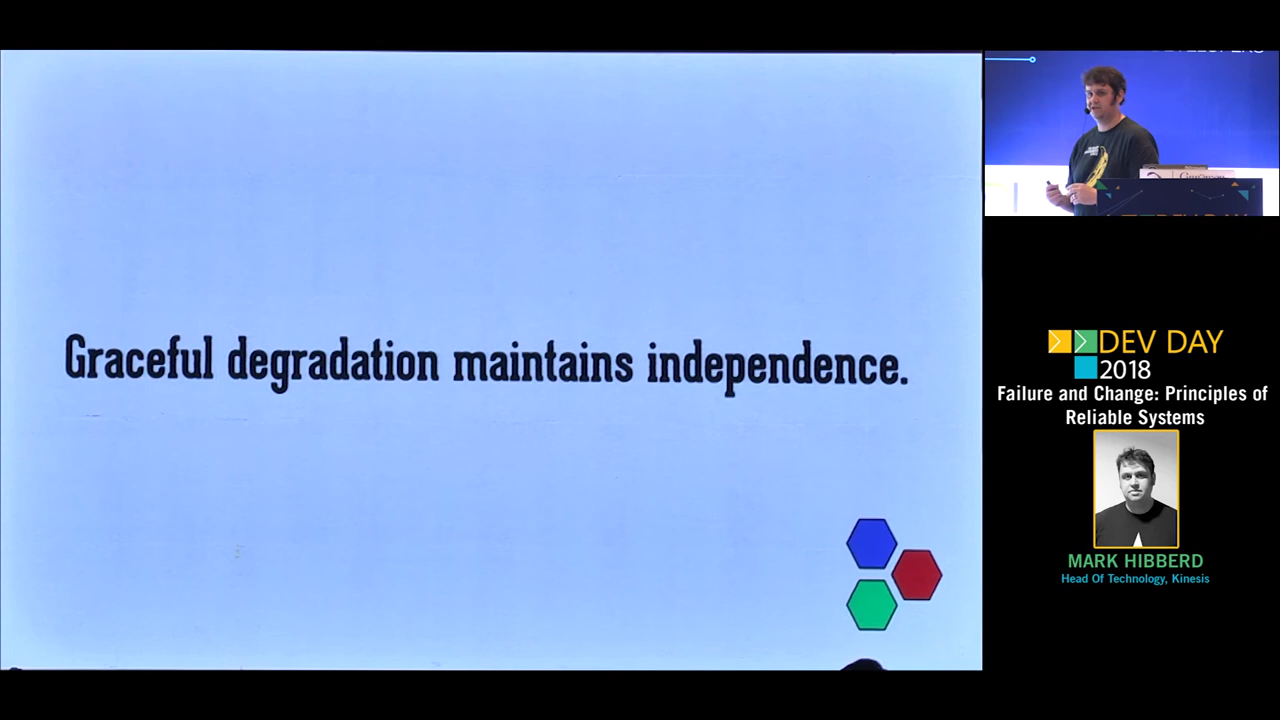 Graceful degradation maintains independence.
DEV DAY
2018
Failure and Change: Principles of
Reliable Systems
MARK HIBBERD
Head Of Technology, Kinesis